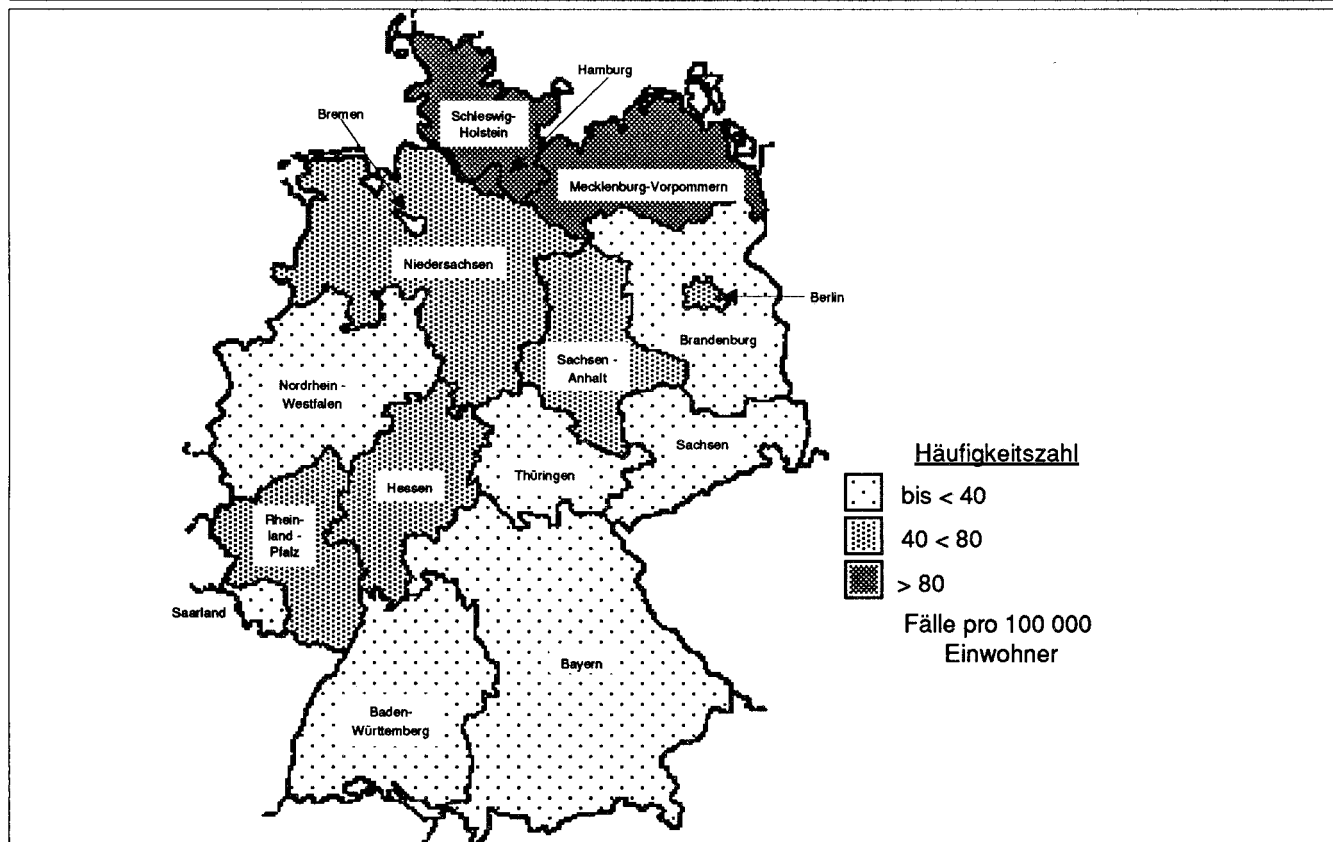 Hamburg
Bremen
Schleswig-
Holstein
Mecklenburg-Vorpommern
Niedersachsen
Berlin
Brandenburg
Sachsen -
Anhalt
Nordrhein -
Westfalen
Sachsen
Thüringen
Hessen
Rhein-
land -
Pfalz
Saarland
Bayern
Baden-
Württemberg
Häufigkeitszahl
bis < 40
40 < 80
> 80
Fälle pro 100 000
Einwohner